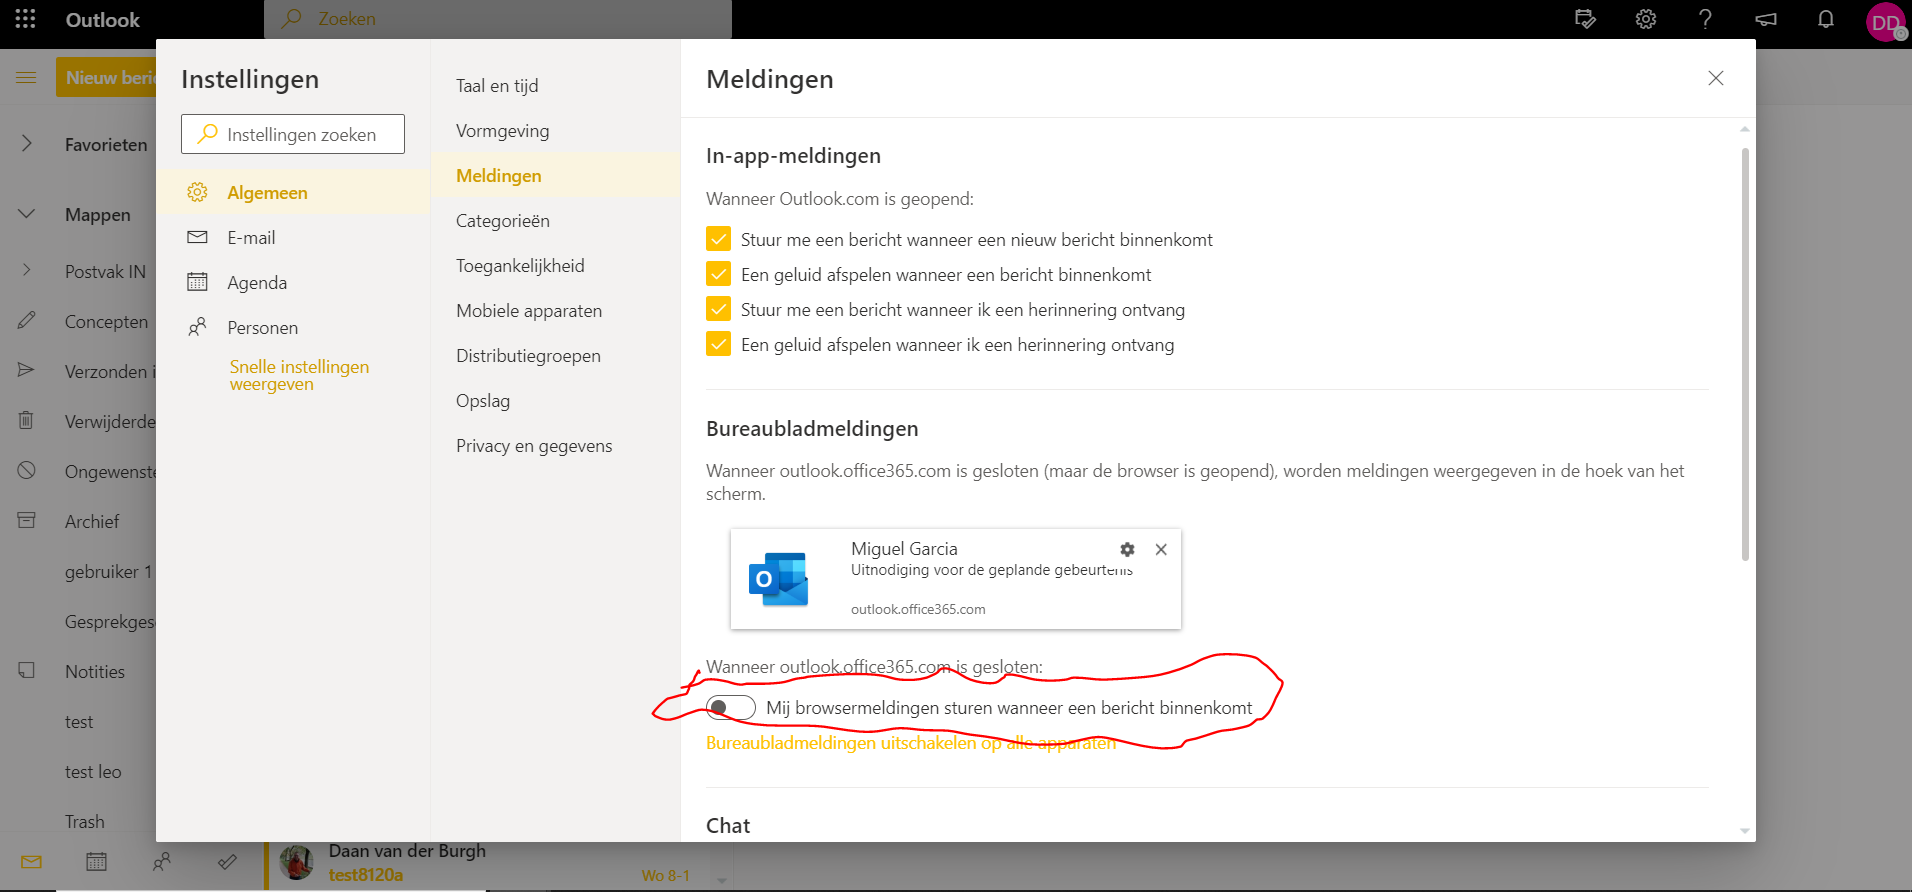 Outlook
Zoeken
DD
Nieuw beric
Favorieten
Mappen
Postvak IN
Concepten
Verzonden i
Verwijderde
Ongewenste
Archief
gebruiker 1
Gesprekges
Notities
test
test leo
Trash
Instellingen
Instellingen zoeken
Algemeen
E-mail
Agenda
Personen
Snelle instellingen
weergeven
Taal en tijd
Vormgeving
Meldingen
Categorieën
Toegankelijkheid
Mobiele apparaten
Distributiegroepen
Opslag
Privacy en gegevens
Meldingen
In-app-meldingen
Wanneer Outlook.com is geopend:
Stuur me een bericht wanneer een nieuw bericht binnenkomt
Een geluid afspelen wanneer een bericht binnenkomt
Stuur me een bericht wanneer ik een herinnering ontvang
Een geluid afspelen wanneer ik een herinnering ontvang
Bureaubladmeldingen
Wanneer outlook.office365.com is gesloten (maar de browser is geopend), worden meldingen weergegeven in de hoek van het
scherm.
Miguel Garcia
Uitnodiging voor de geplande gebeurtenis
outlook.office365.com
Wanneer outlook.office365.com is gesloten:
Mij browsermeldingen sturen wanneer een bericht binnenkomt
Bureaubladmeldingen uitschakelen op alle apparaten
Chat
Daan van der Burgh
test8120a
Wo 8-1